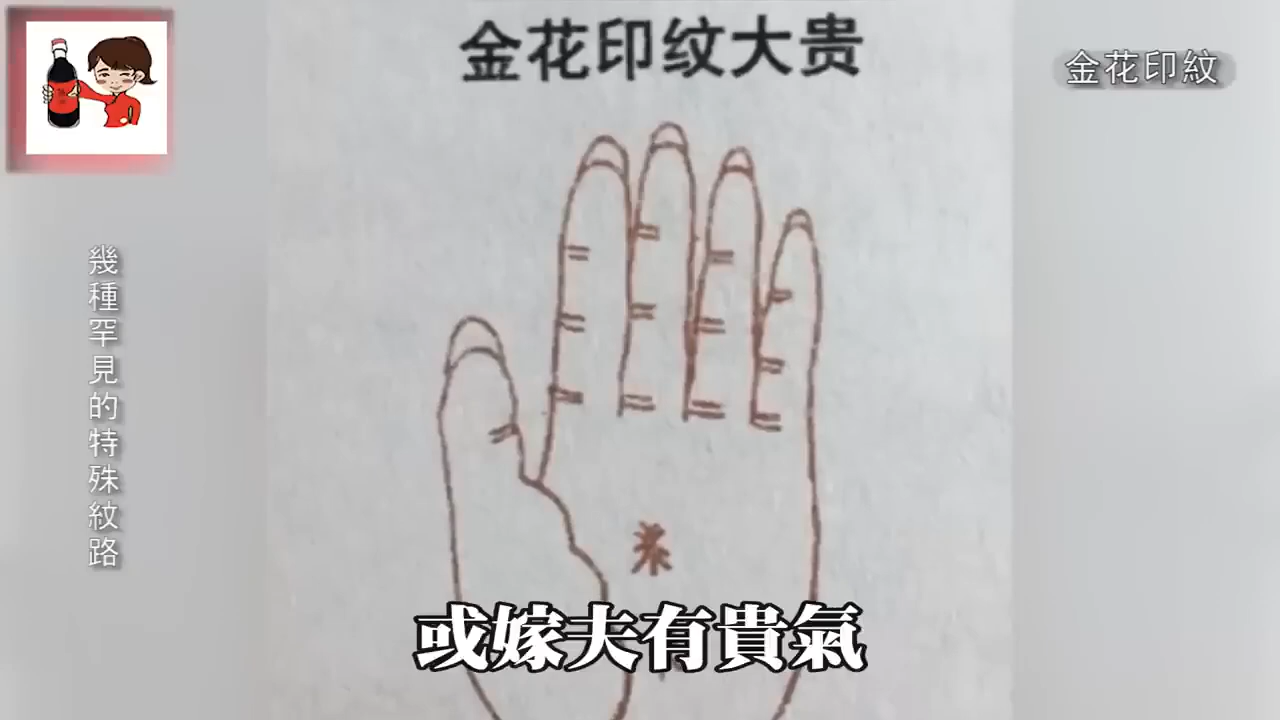 金花印纹大贵
金花印紋
幾種罕見的特殊紋路
或嫁夫有貴氣